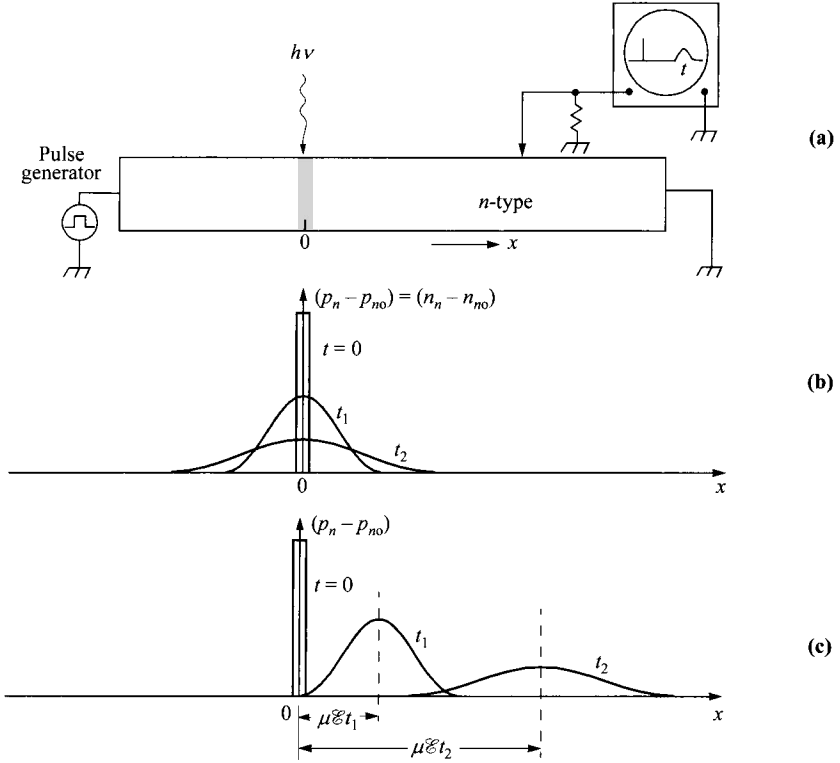 hν
t
(a)
Pulse
generator
n-type
0
x
(pₙ − pₙₒ) = (nₙ − nₙₒ)
t = 0
(b)
t₁
t₂
0
x
(pₙ − pₙₒ)
t = 0
t₁
(c)
t₂
0
x
μℰt₁
μℰt₂